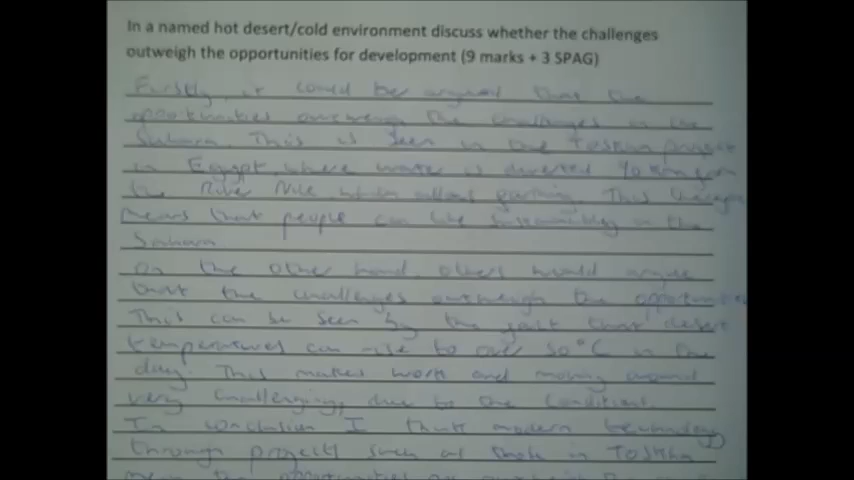 In a named hot desert/cold environment discuss whether the challenges
outweigh the opportunities for development (9 marks + 3 SPAG)
Firstly, it could be argued that the
opportunities outweigh the challenges in the
Sahara. This is seen in the Toshka project
in Egypt, where water is diverted from
the River Nile which allows farming. This
means that people can live sustainably in the
Sahara.
On the other hand, others would argue
that the challenges outweigh the opportunities
This can be seen by the fact that desert
temperatures can rise to over 50°C in the
day. This makes work and moving around
very challenging, due to the conditions.
In conclusion I think modern technology
through projects such as those in Toshka
mean the opportunities